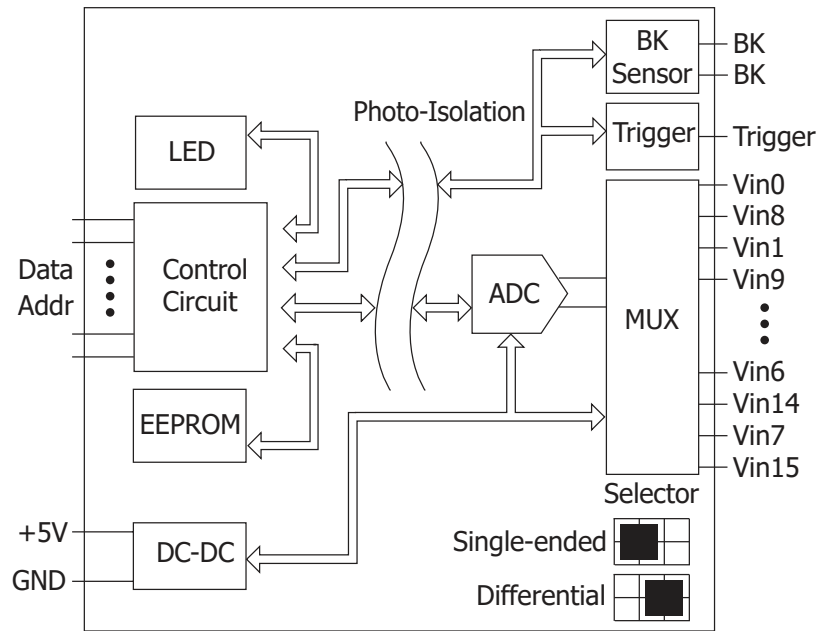 BK
Sensor
BK
BK
Photo-Isolation
LED
Trigger
Trigger
Vin0
Vin8
Vin1
Vin9
Data
Addr
Control
Circuit
ADC
MUX
Vin6
Vin14
Vin7
Vin15
EEPROM
Selector
+5V
GND
DC-DC
Single-ended
Differential